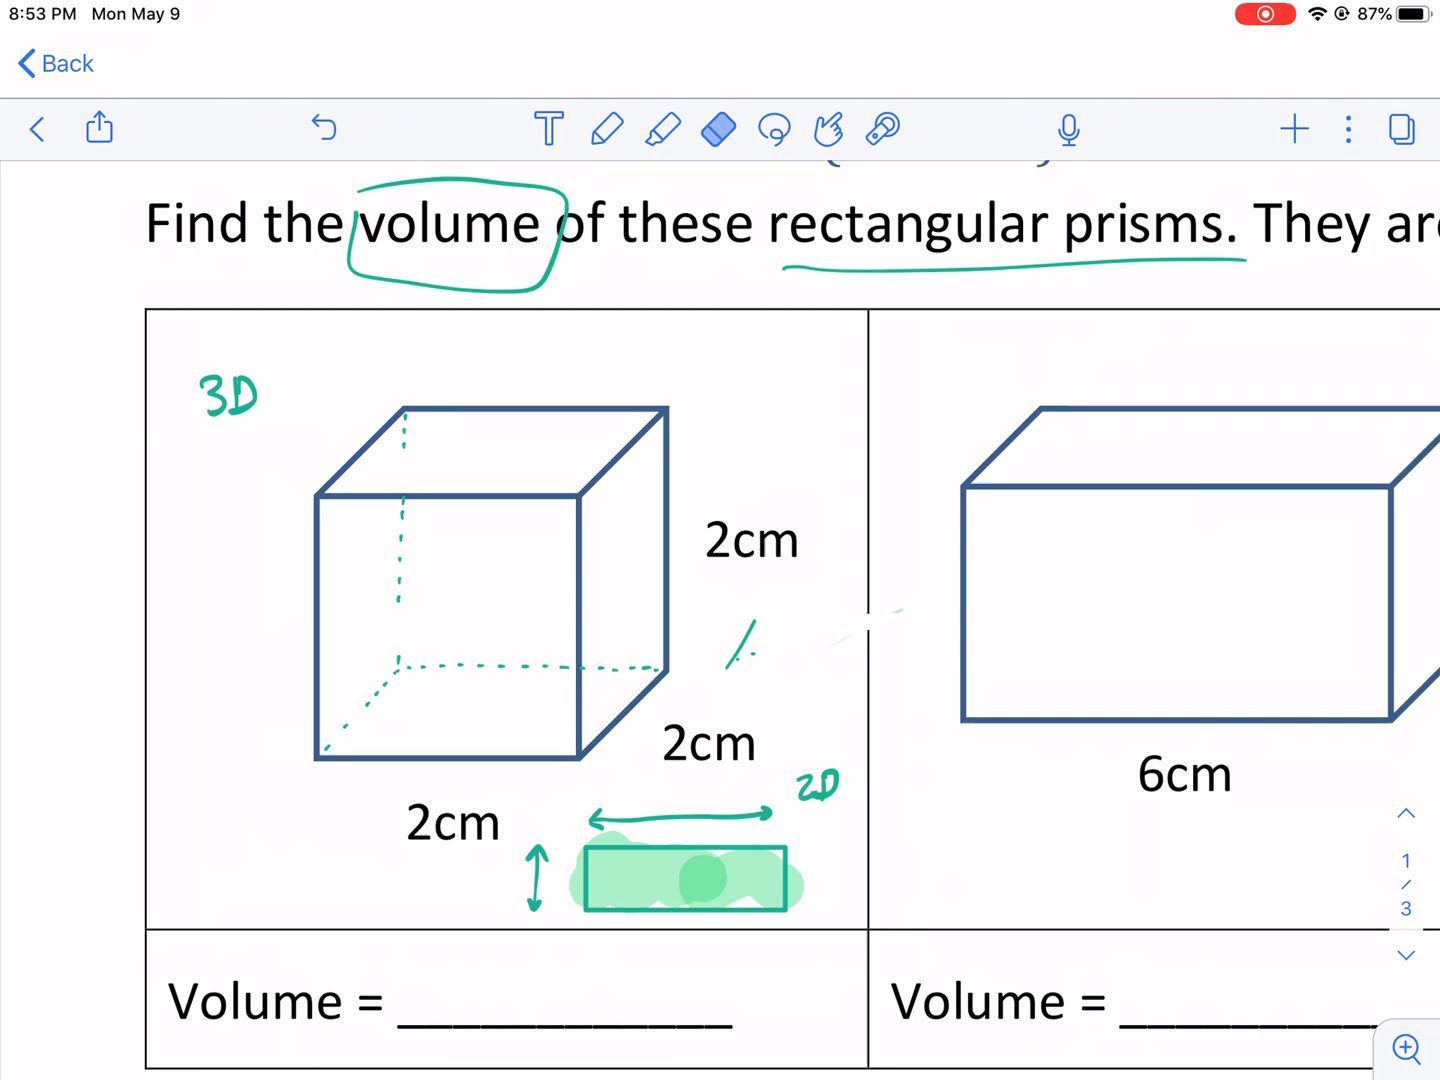 8:53 PM Mon May 9
87%
Back
Find the volume of these rectangular prisms. They are
3D
2cm
2cm
2cm
2D
6cm
1
/
3
Volume = ____________
Volume = __________